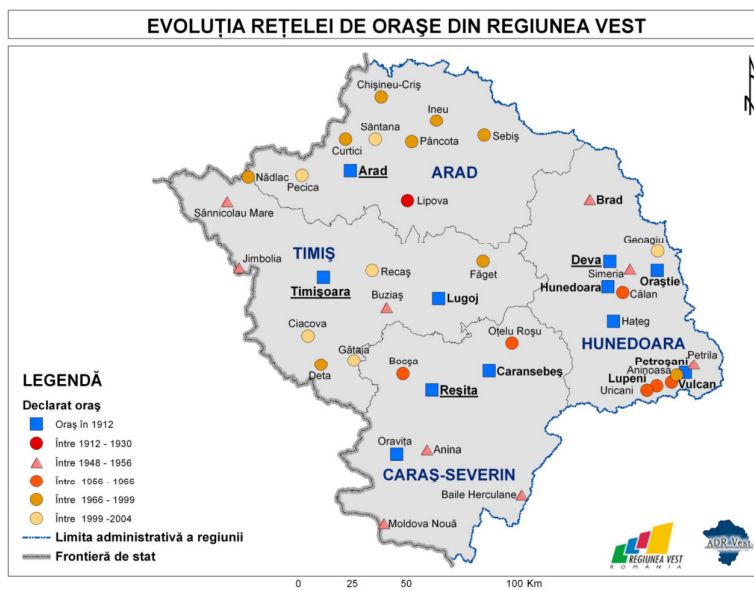 EVOLUȚIA REȚELEI DE ORAȘE DIN REGIUNEA VEST
N
Chișineu-Criș
Ineu
Sântana
Sebiș
Curtici
Pâncota
Arad
ARAD
Nădlac
Pecica
Lipova
Brad
Sânnicolau Mare
Geoagiu
TIMIȘ
Deva
Jimbolia
Recaș
Simeria
Făget
Orăștie
Timișoara
Hunedoara
Călan
Buziaș
Lugoj
Hațeg
Ciacova
Oțelu Roșu
HUNEDOARA
Gătaia
Petroșani
Petrila
Bocșa
Caransebeș
Aninoasa
Deta
Lupeni
Vulcan
Reșița
Uricani
LEGENDĂ
Declarat oraș
Oraș în 1912
Între 1912 - 1930
Între 1948 - 1956
Între 1956 - 1966
Între 1966 - 1999
Între 1999 -2004
Limita administrativă a regiunii
Frontieră de stat
Oravița
Anina
CARAȘ-SEVERIN
Baile Herculane
Moldova Nouă
REGIUNEA VEST
ROMÂNIA
ADR Vest
0 25 50 100 Km